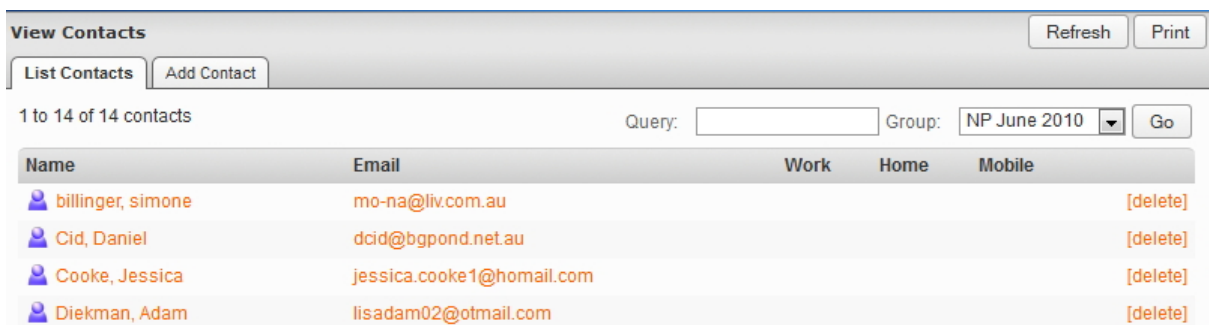 View Contacts Refresh Print
List Contacts Add Contact
1 to 14 of 14 contacts Query: Group: NP June 2010 Go
Name Email Work Home Mobile
billinger, simone mo-na@liv.com.au [delete]
Cid, Daniel dcid@bgpond.net.au [delete]
Cooke, Jessica jessica.cooke1@homail.com [delete]
Diekman, Adam lisadam02@otmail.com [delete]